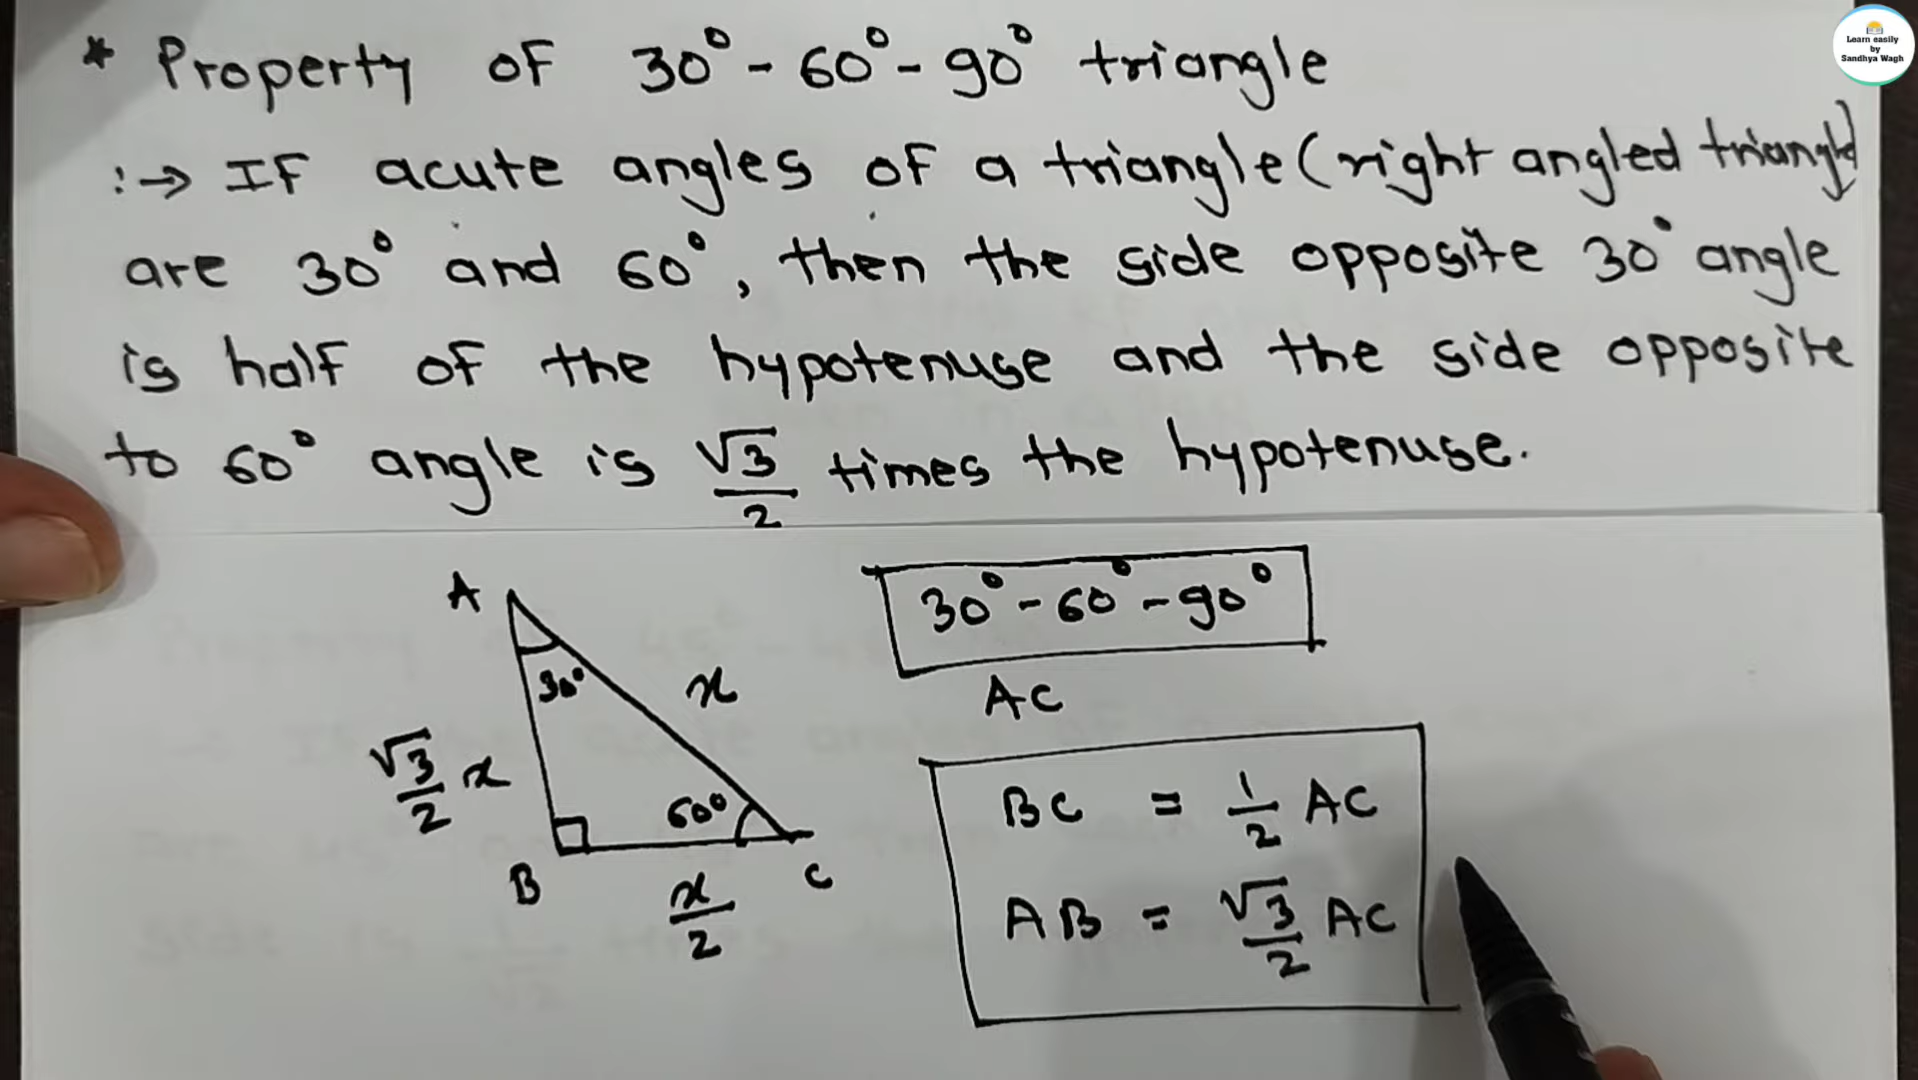 * Property of 30° - 60° - 90° triangle
:→ If acute angles of a triangle (right angled triangle)
are 30° and 60°, then the side opposite 30° angle
is half of the hypotenuse and the side opposite
to 60° angle is √3/2 times the hypotenuse.
A
30°
x
√3/2 x
60°
B
x/2
C
30° - 60° - 90°
AC
BC = 1/2 AC
AB = √3/2 AC
Learn easily
by
Sandhya Wagh